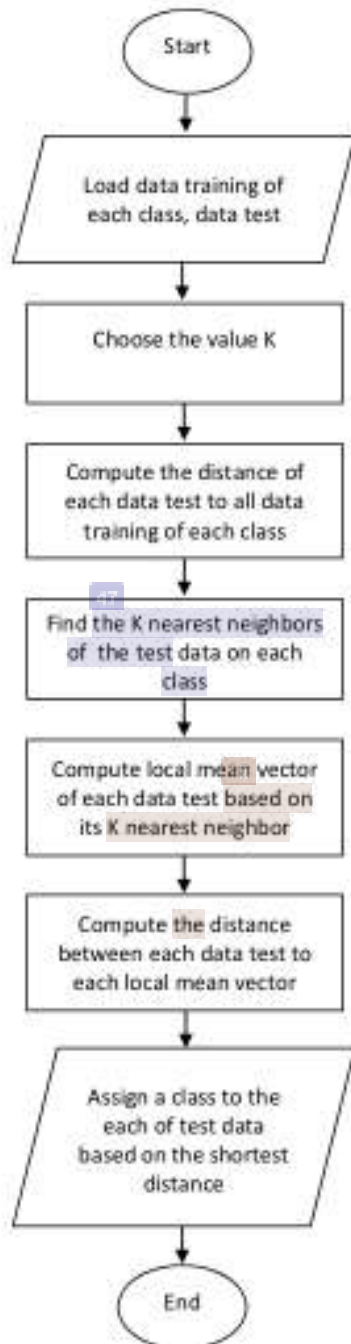 Start
Load data training of
each class, data test
Choose the value K
Compute the distance of
each data test to all data
training of each class
47
Find the K nearest neighbors
of the test data on each
class
Compute local mean vector
of each data test based on
its K nearest neighbor
Compute the distance
between each data test to
each local mean vector
Assign a class to the
each of test data
based on the shortest
distance
End